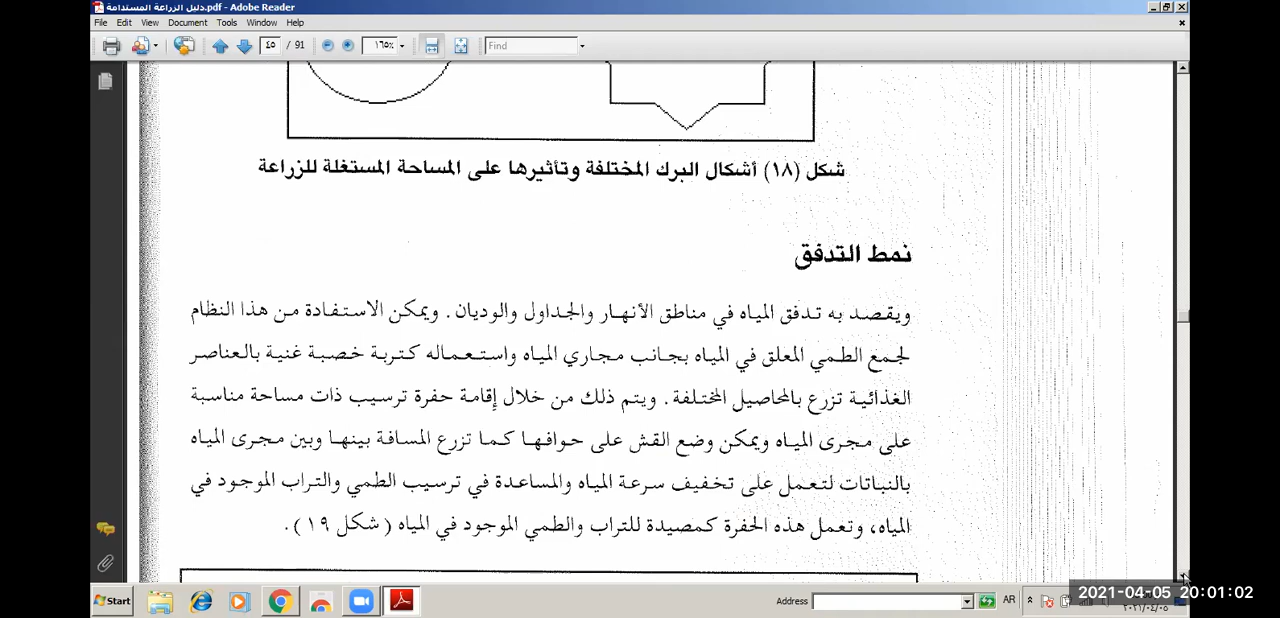 دليل الزراعة المستدامة.pdf - Adobe Reader
File Edit View Document Tools Window Help
٤٥ / 91 ١٦٥٪ Find
شكل (١٨) أشكال البرك المختلفة وتأثيرها على المساحة المستغلة للزراعة
نمط التدفق
ويقصد به تدفق المياه في مناطق الأنهار والجداول والوديان. ويمكن الاستفادة من هذا النظام
لجمع الطمي المعلق في المياه بجانب مجاري المياه واستعماله كتربة خصبة غنية بالعناصر
الغذائية تزرع بالمحاصيل المختلفة. ويتم ذلك من خلال إقامة حفرة ترسيب ذات مساحة مناسبة
على مجرى المياه ويمكن وضع القش على حوافها كما تزرع المسافة بينها وبين مجرى المياه
بالنباتات لتعمل على تخفيف سرعة المياه والمساعدة في ترسيب الطمي والتراب الموجود في
المياه، وتعمل هذه الحفرة كمصيدة للتراب والطمي الموجود في المياه (شكل ١٩).
Start Address AR
2021-04-05 20:01:02
٢٠٢١/٠٤/٠٥